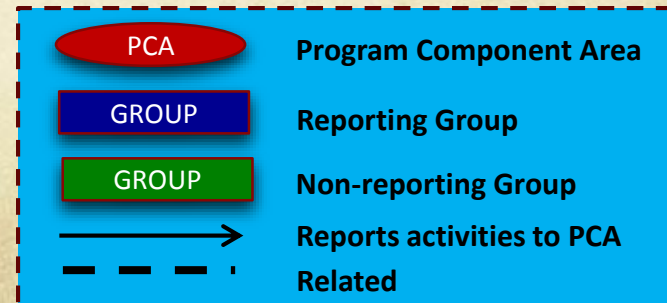 PCA Program Component Area
GROUP Reporting Group
GROUP Non-reporting Group
Reports activities to PCA
Related